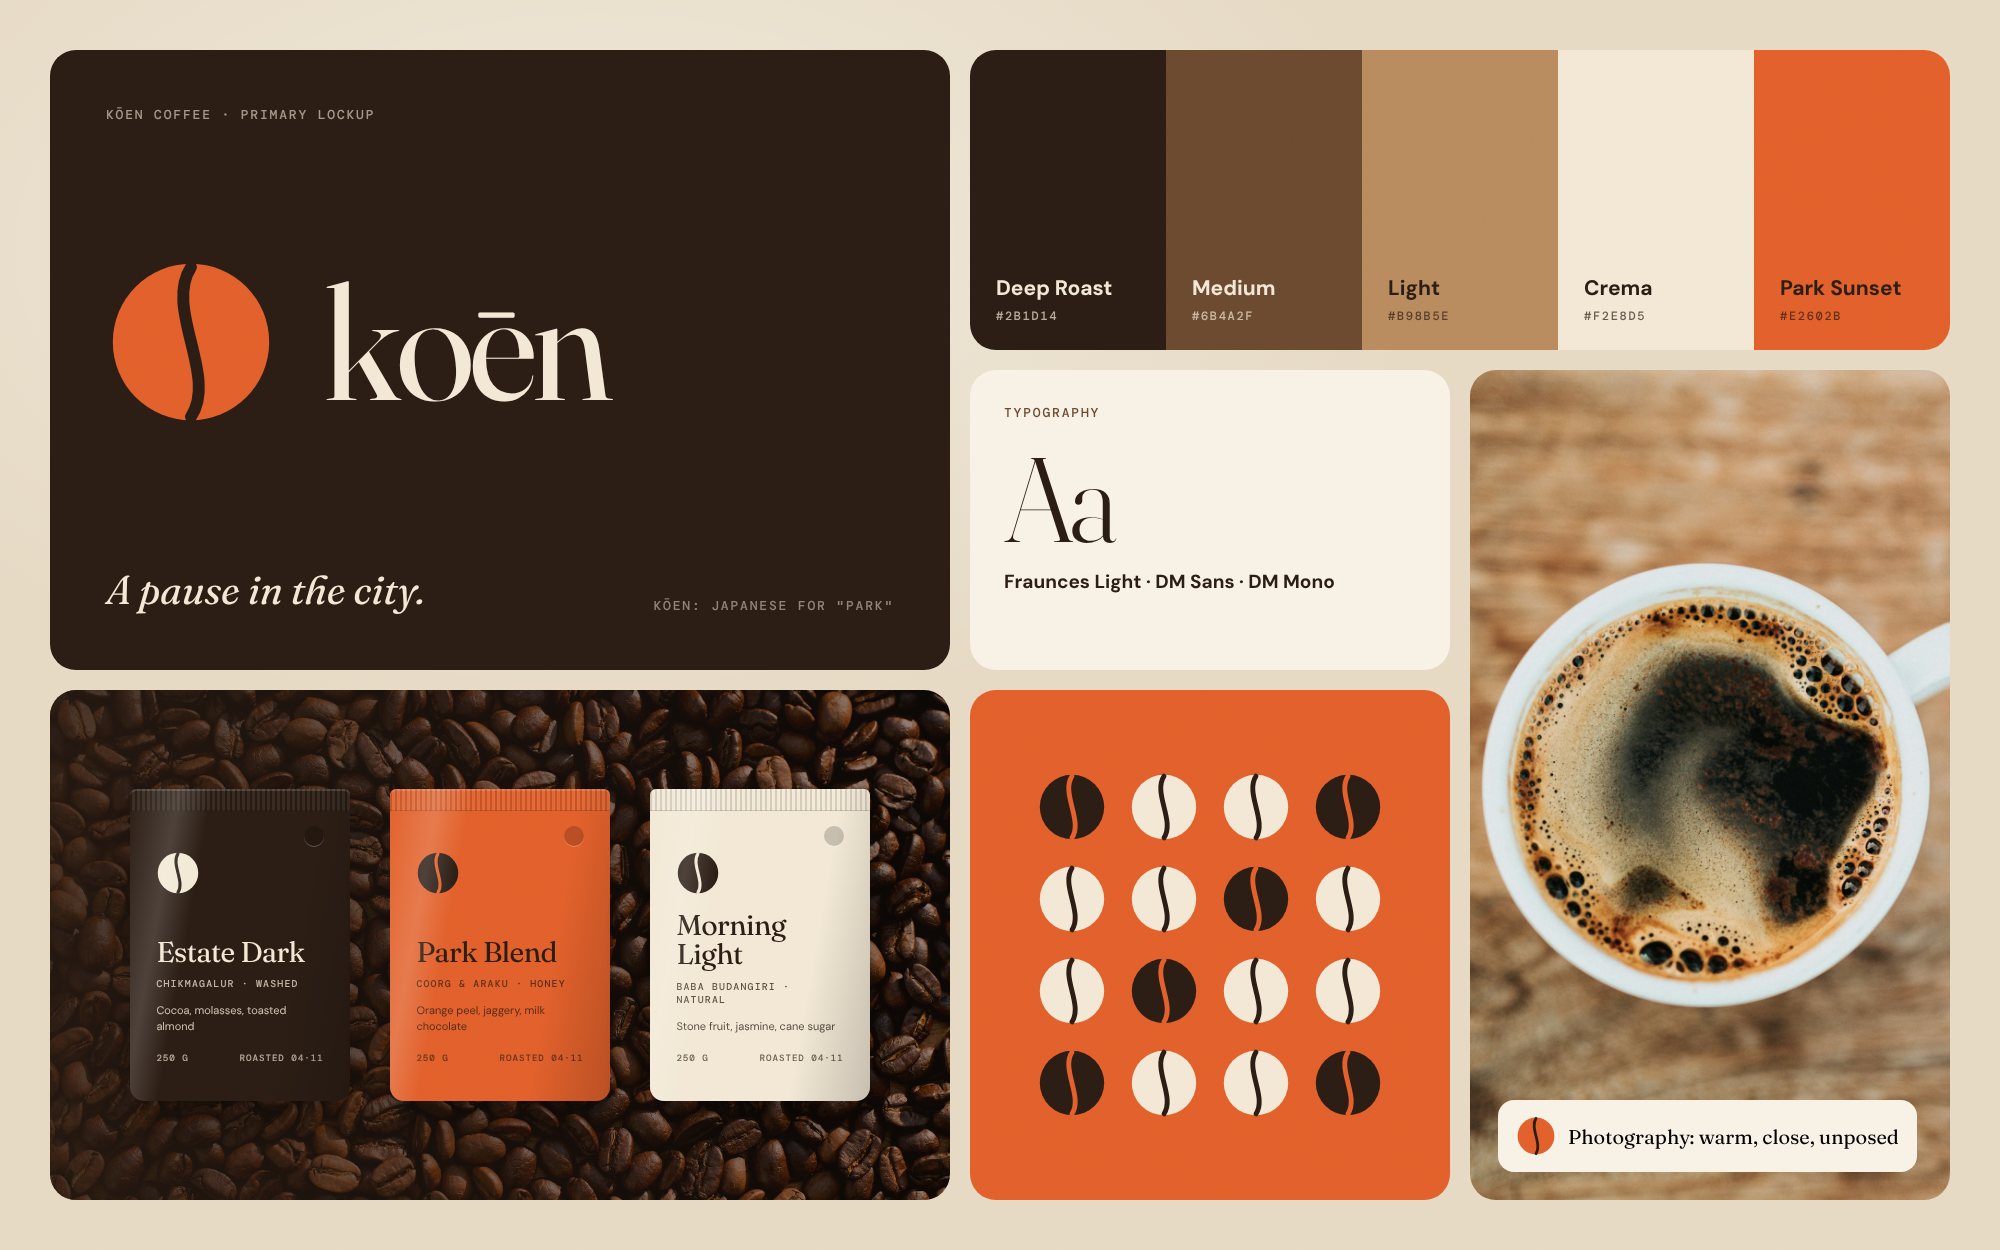 KŌEN COFFEE · PRIMARY LOCKUP
koēn
A pause in the city.
KŌEN: JAPANESE FOR "PARK"
Deep Roast
#2B1D14
Medium
#6B4A2F
Light
#B98B5E
Crema
#F2E8D5
Park Sunset
#E2602B
TYPOGRAPHY
Aa
Fraunces Light · DM Sans · DM Mono
Estate Dark
CHIKMAGALUR · WASHED
Cocoa, molasses, toasted
almond
250 G
ROASTED 04·11
Park Blend
COORG & ARAKU · HONEY
Orange peel, jaggery, milk
chocolate
250 G
ROASTED 04·11
Morning
Light
BABA BUDANGIRI ·
NATURAL
Stone fruit, jasmine, cane sugar
250 G
ROASTED 04·11
Photography: warm, close, unposed